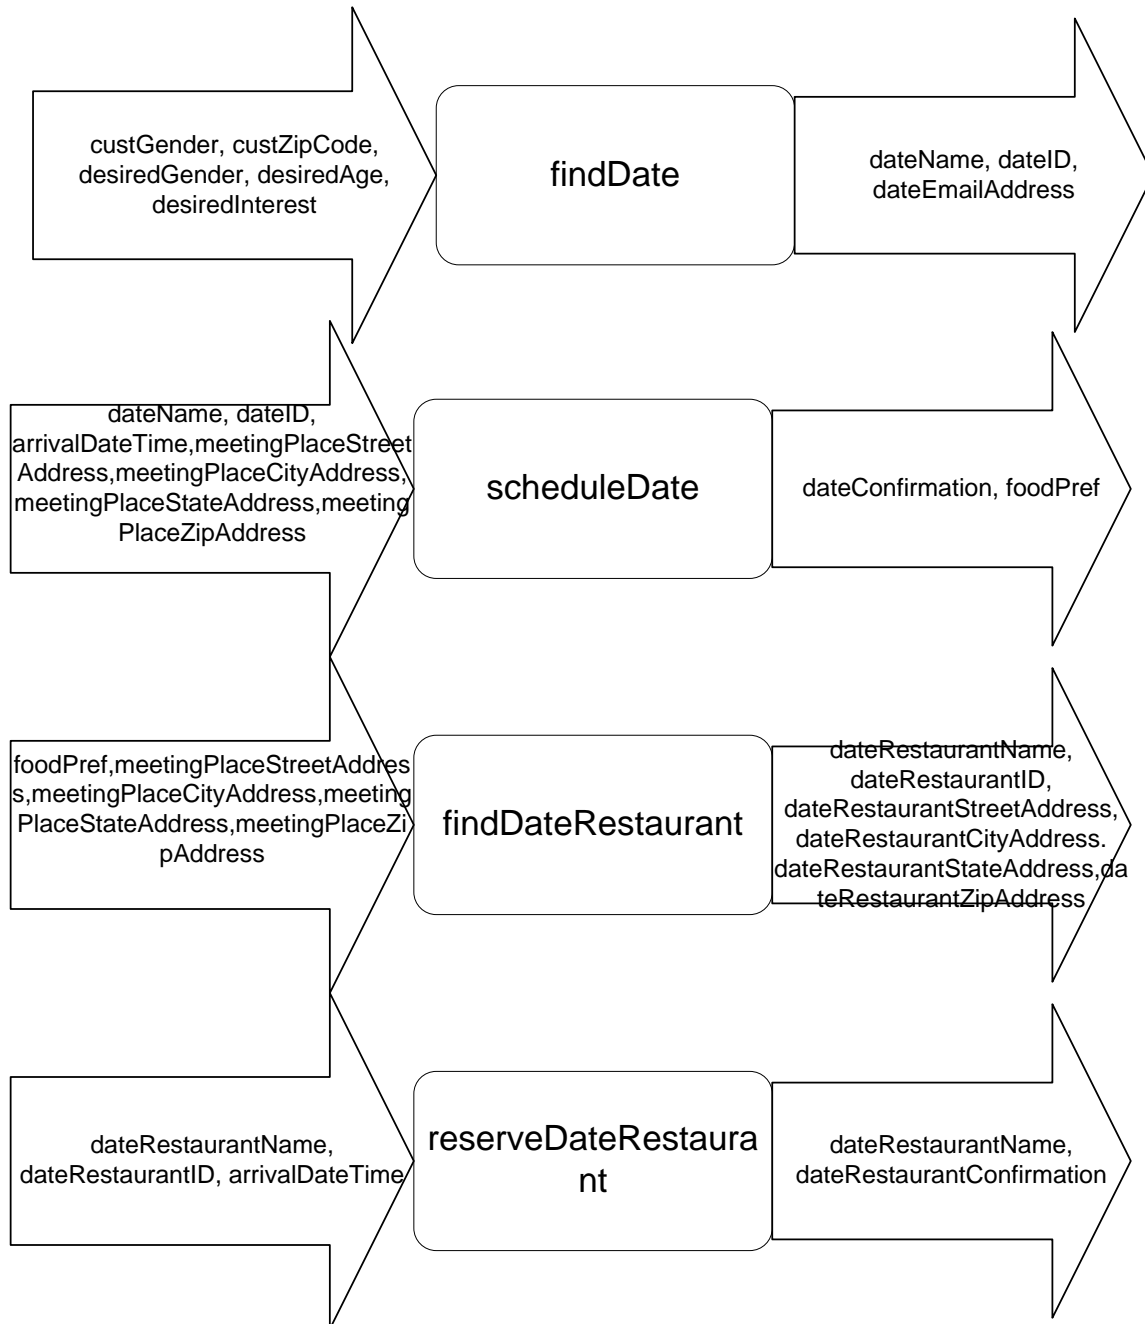 custGender, custZipCode,
desiredGender, desiredAge,
desiredInterest
findDate
dateName, dateID,
dateEmailAddress
dateName, dateID,
arrivalDateTime,meetingPlaceStreet
Address,meetingPlaceCityAddress,
meetingPlaceStateAddress,meeting
PlaceZipAddress
scheduleDate
dateConfirmation, foodPref
foodPref,meetingPlaceStreetAddres
s,meetingPlaceCityAddress,meeting
PlaceStateAddress,meetingPlaceZi
pAddress
findDateRestaurant
dateRestaurantName,
dateRestaurantID,
dateRestaurantStreetAddress,
dateRestaurantCityAddress.
dateRestaurantStateAddress,da
teRestaurantZipAddress
dateRestaurantName,
dateRestaurantID, arrivalDateTime
reserveDateRestaura
nt
dateRestaurantName,
dateRestaurantConfirmation